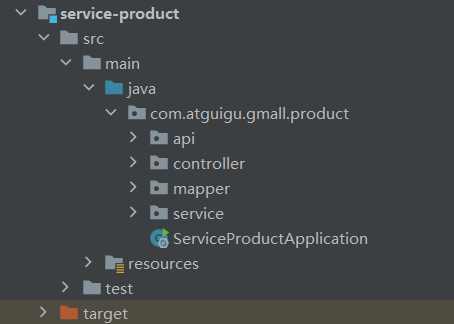 service-product
src
main
java
com.atguigu.gmall.product
api
controller
mapper
service
ServiceProductApplication
resources
test
target